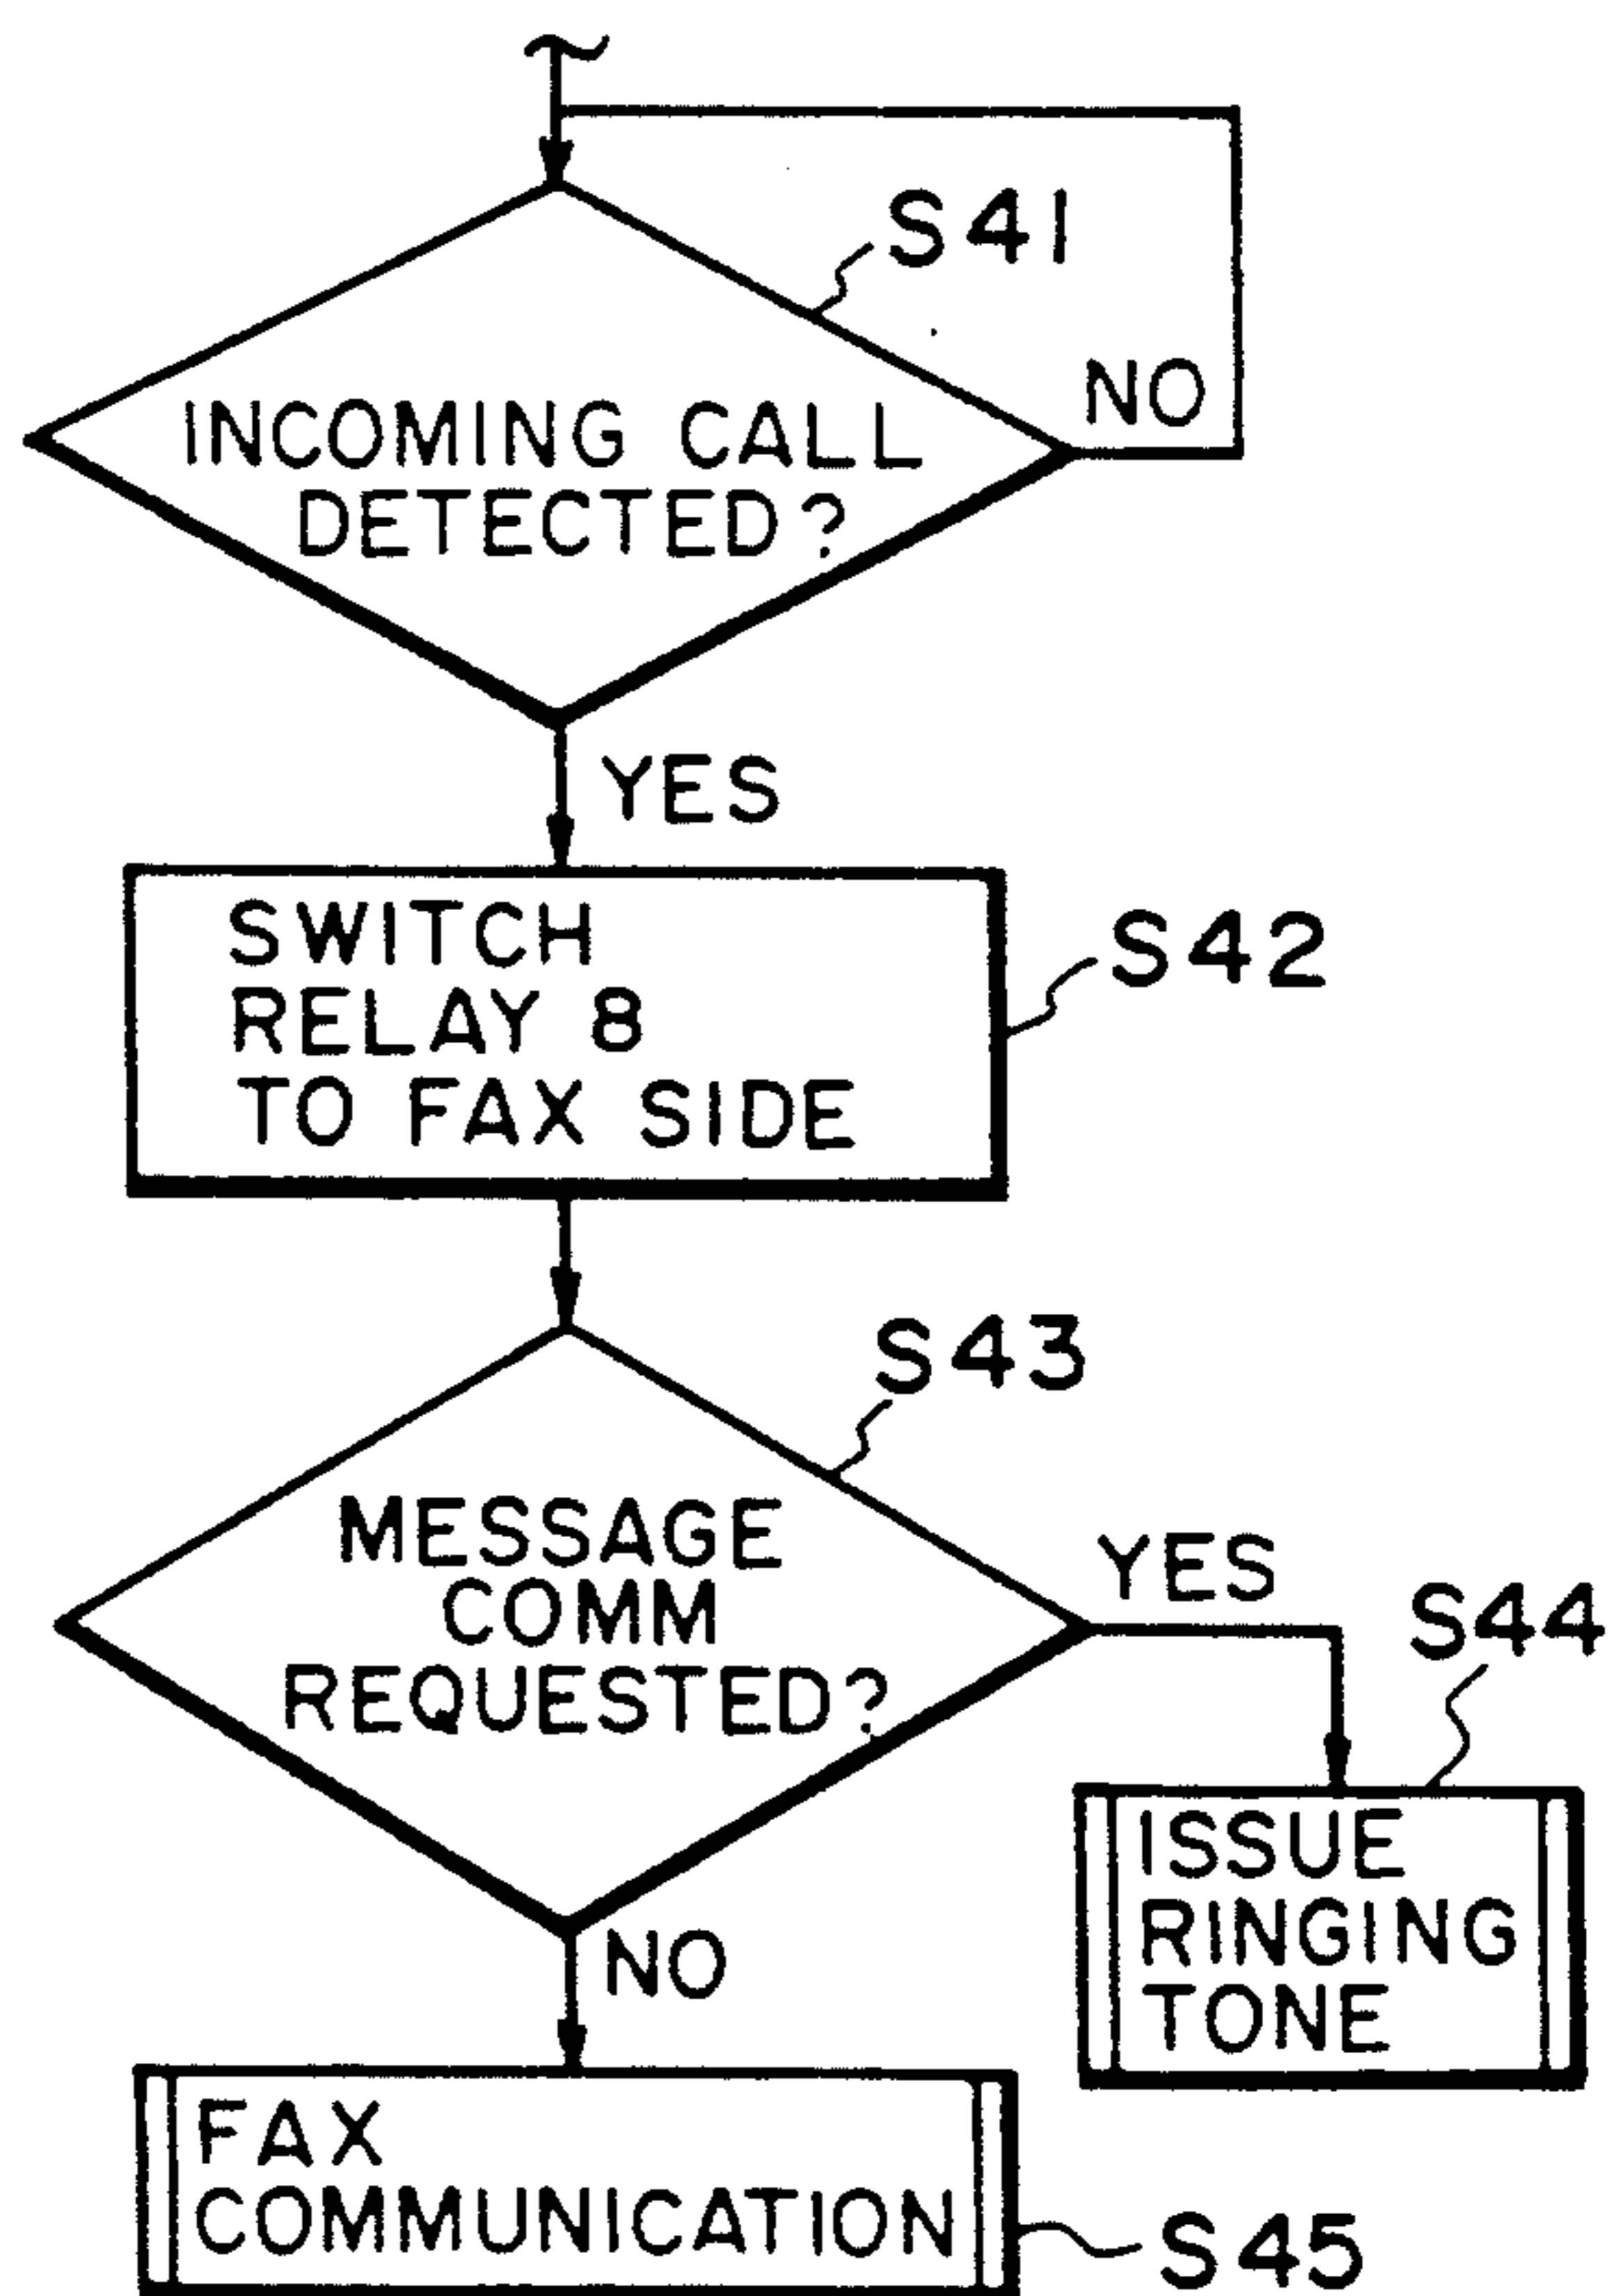 S41
NO
INCOMING CALL
DETECTED?
YES
SWITCH
RELAY 8
TO FAX SIDE
S42
S43
MESSAGE
COMM
REQUESTED?
YES
S44
ISSUE
RINGING
TONE
NO
FAX
COMMUNICATION
S45